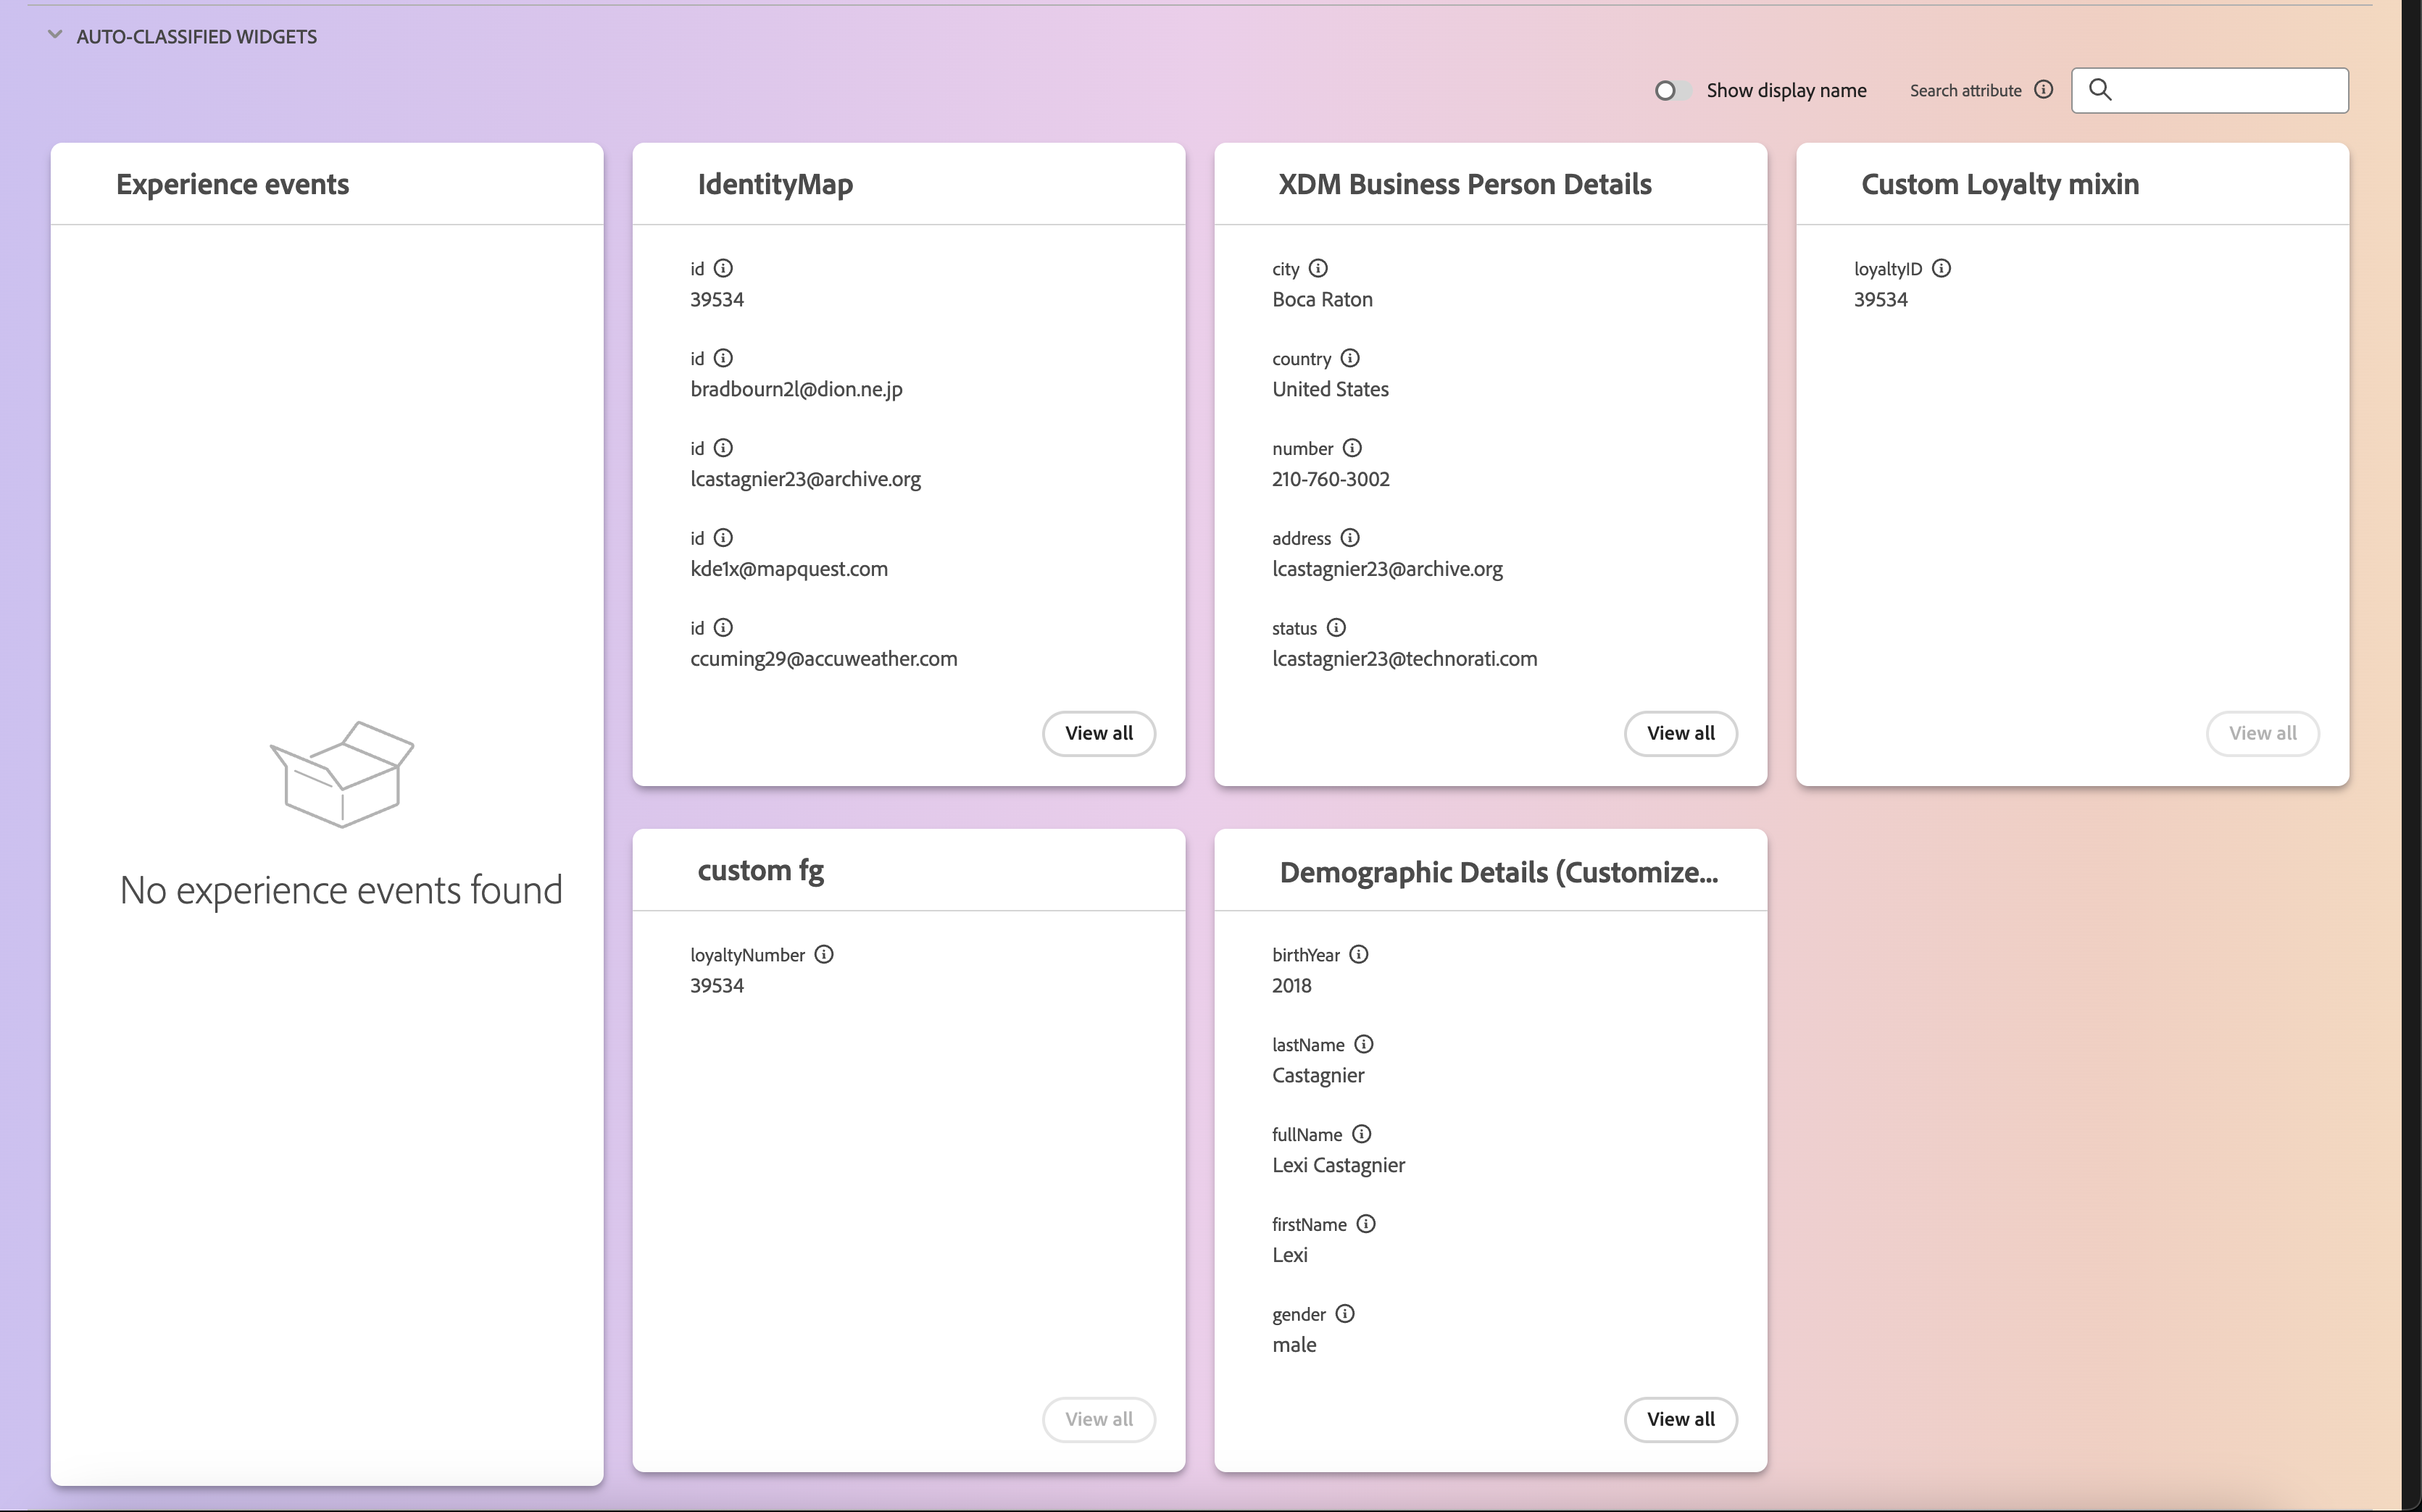 AUTO-CLASSIFIED WIDGETS
Show display name
Search attribute
Experience events
No experience events found
IdentityMap
id
39534
id
bradbourn2l@dion.ne.jp
id
lcastagnier23@archive.org
id
kde1x@mapquest.com
id
ccuming29@accuweather.com
View all
XDM Business Person Details
city
Boca Raton
country
United States
number
210-760-3002
address
lcastagnier23@archive.org
status
lcastagnier23@technorati.com
View all
Custom Loyalty mixin
loyaltyID
39534
View all
custom fg
loyaltyNumber
39534
View all
Demographic Details (Customize...
birthYear
2018
lastName
Castagnier
fullName
Lexi Castagnier
firstName
Lexi
gender
male
View all